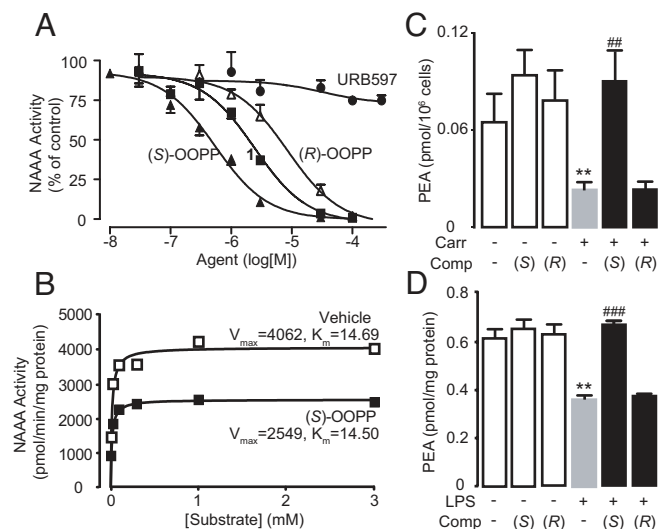 A
NAAA Activity
(% of control)
100
75
50
25
0
URB597
(S)-OOPP
1
(R)-OOPP
-8 -7 -6 -5 -4
Agent (log[M])
B
NAAA Activity
(pmol/min/mg protein)
5000
4000
3000
2000
1000
0
Vehicle
Vmax=4062, Km=14.69
(S)-OOPP
Vmax=2549, Km=14.50
0 1 2 3
[Substrate] (mM)
C
PEA (pmol/10⁶ cells)
0.12
0.06
0
**
##
Carr - - - + + +
Comp - (S) (R) - (S) (R)
D
PEA (pmol/mg protein)
0.6
0.4
0.2
0
**
###
LPS - - - + + +
Comp - (S) (R) - (S) (R)